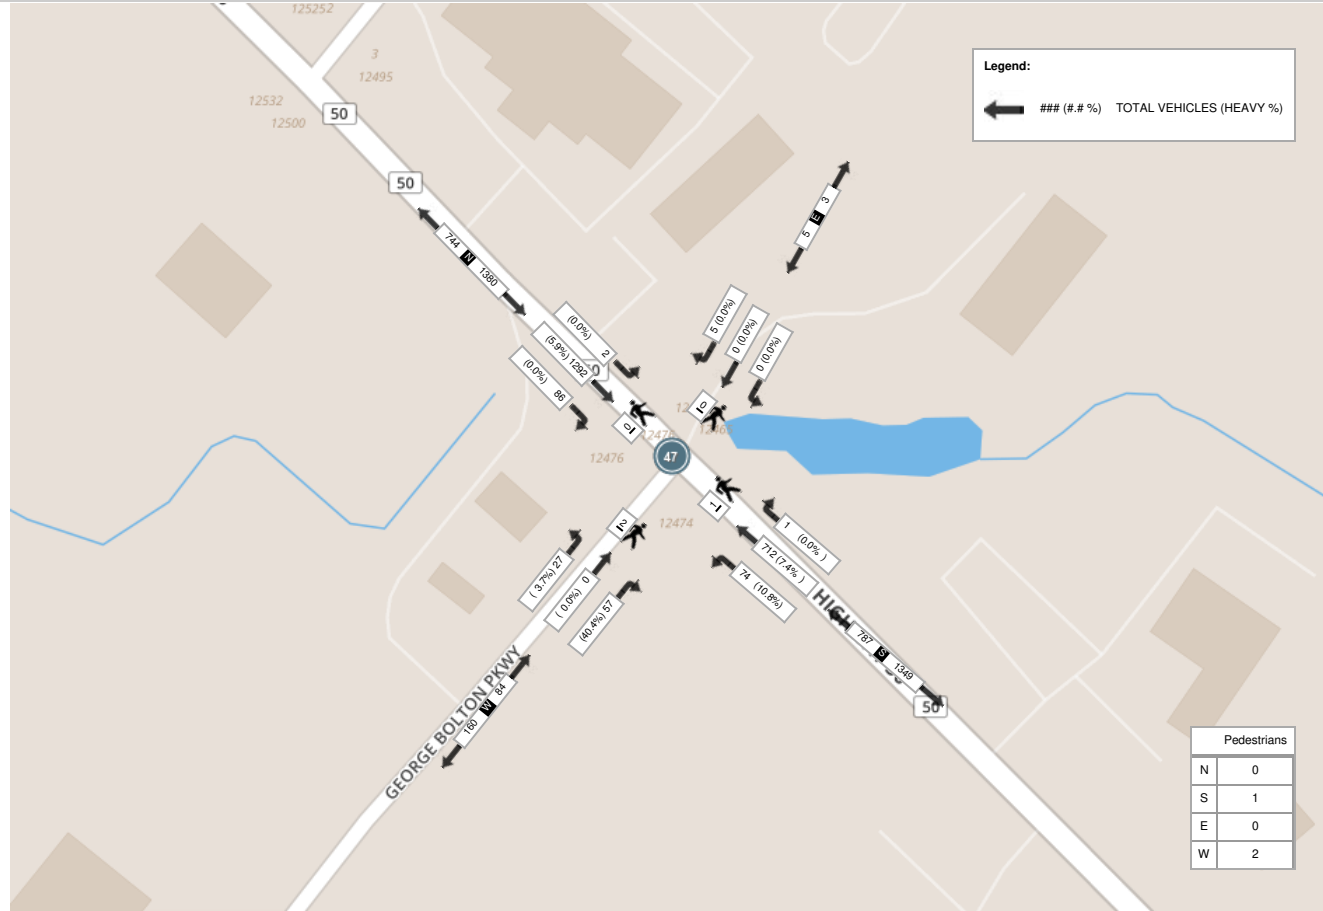 12525²
3
12495
12532
12500
50
50
Legend:
### (#.# %) TOTAL VEHICLES (HEAVY %)
744 N 1380
5 E 3
(0.0%) 2
(5.9%) 1292
(0.0%) 86
5 (0.0%)
0 (0.0%)
0 (0.0%)
0
0
12476
12476
47
12474
2
1
1 (0.0% )
712 (7.4% )
74 (10.8%)
( 3.7%) 27
( 0.0%) 0
(40.4%) 57
787 S 1349
50
160 W 84
GEORGE BOLTON PKWY
Pedestrians
N 0
S 1
E 0
W 2